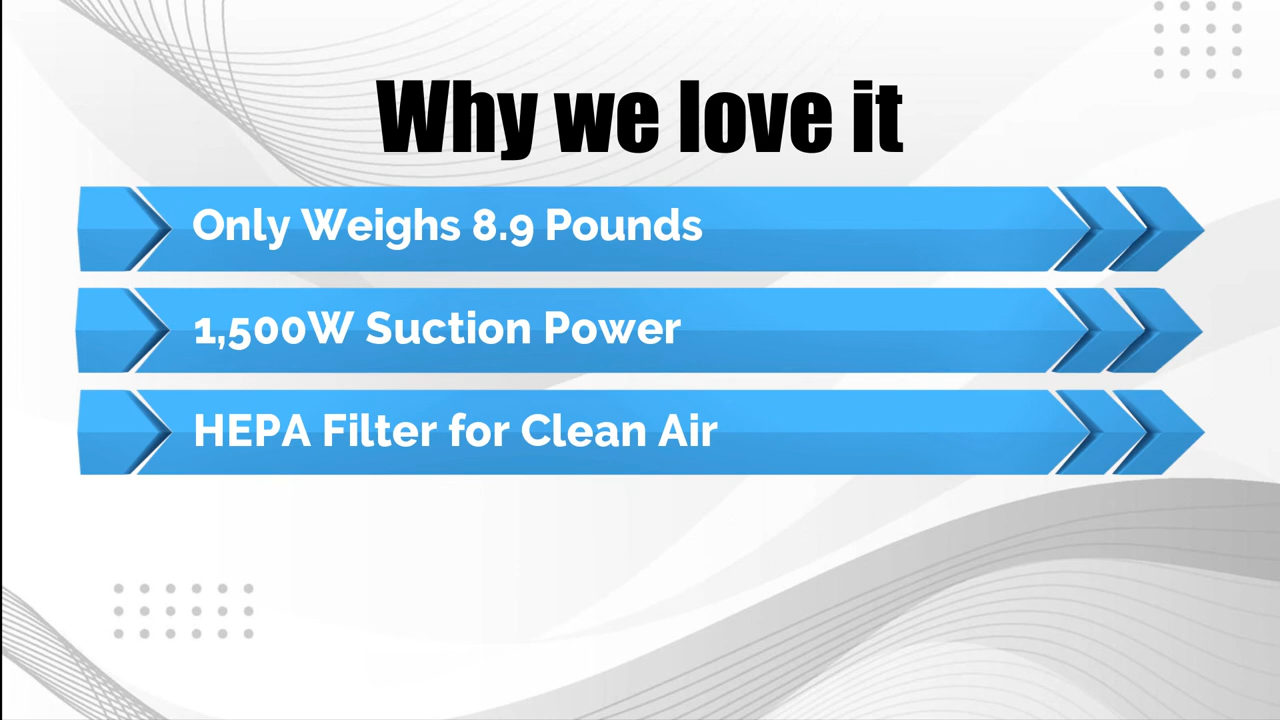 Why we love it
Only Weighs 8.9 Pounds
1,500W Suction Power
HEPA Filter for Clean Air